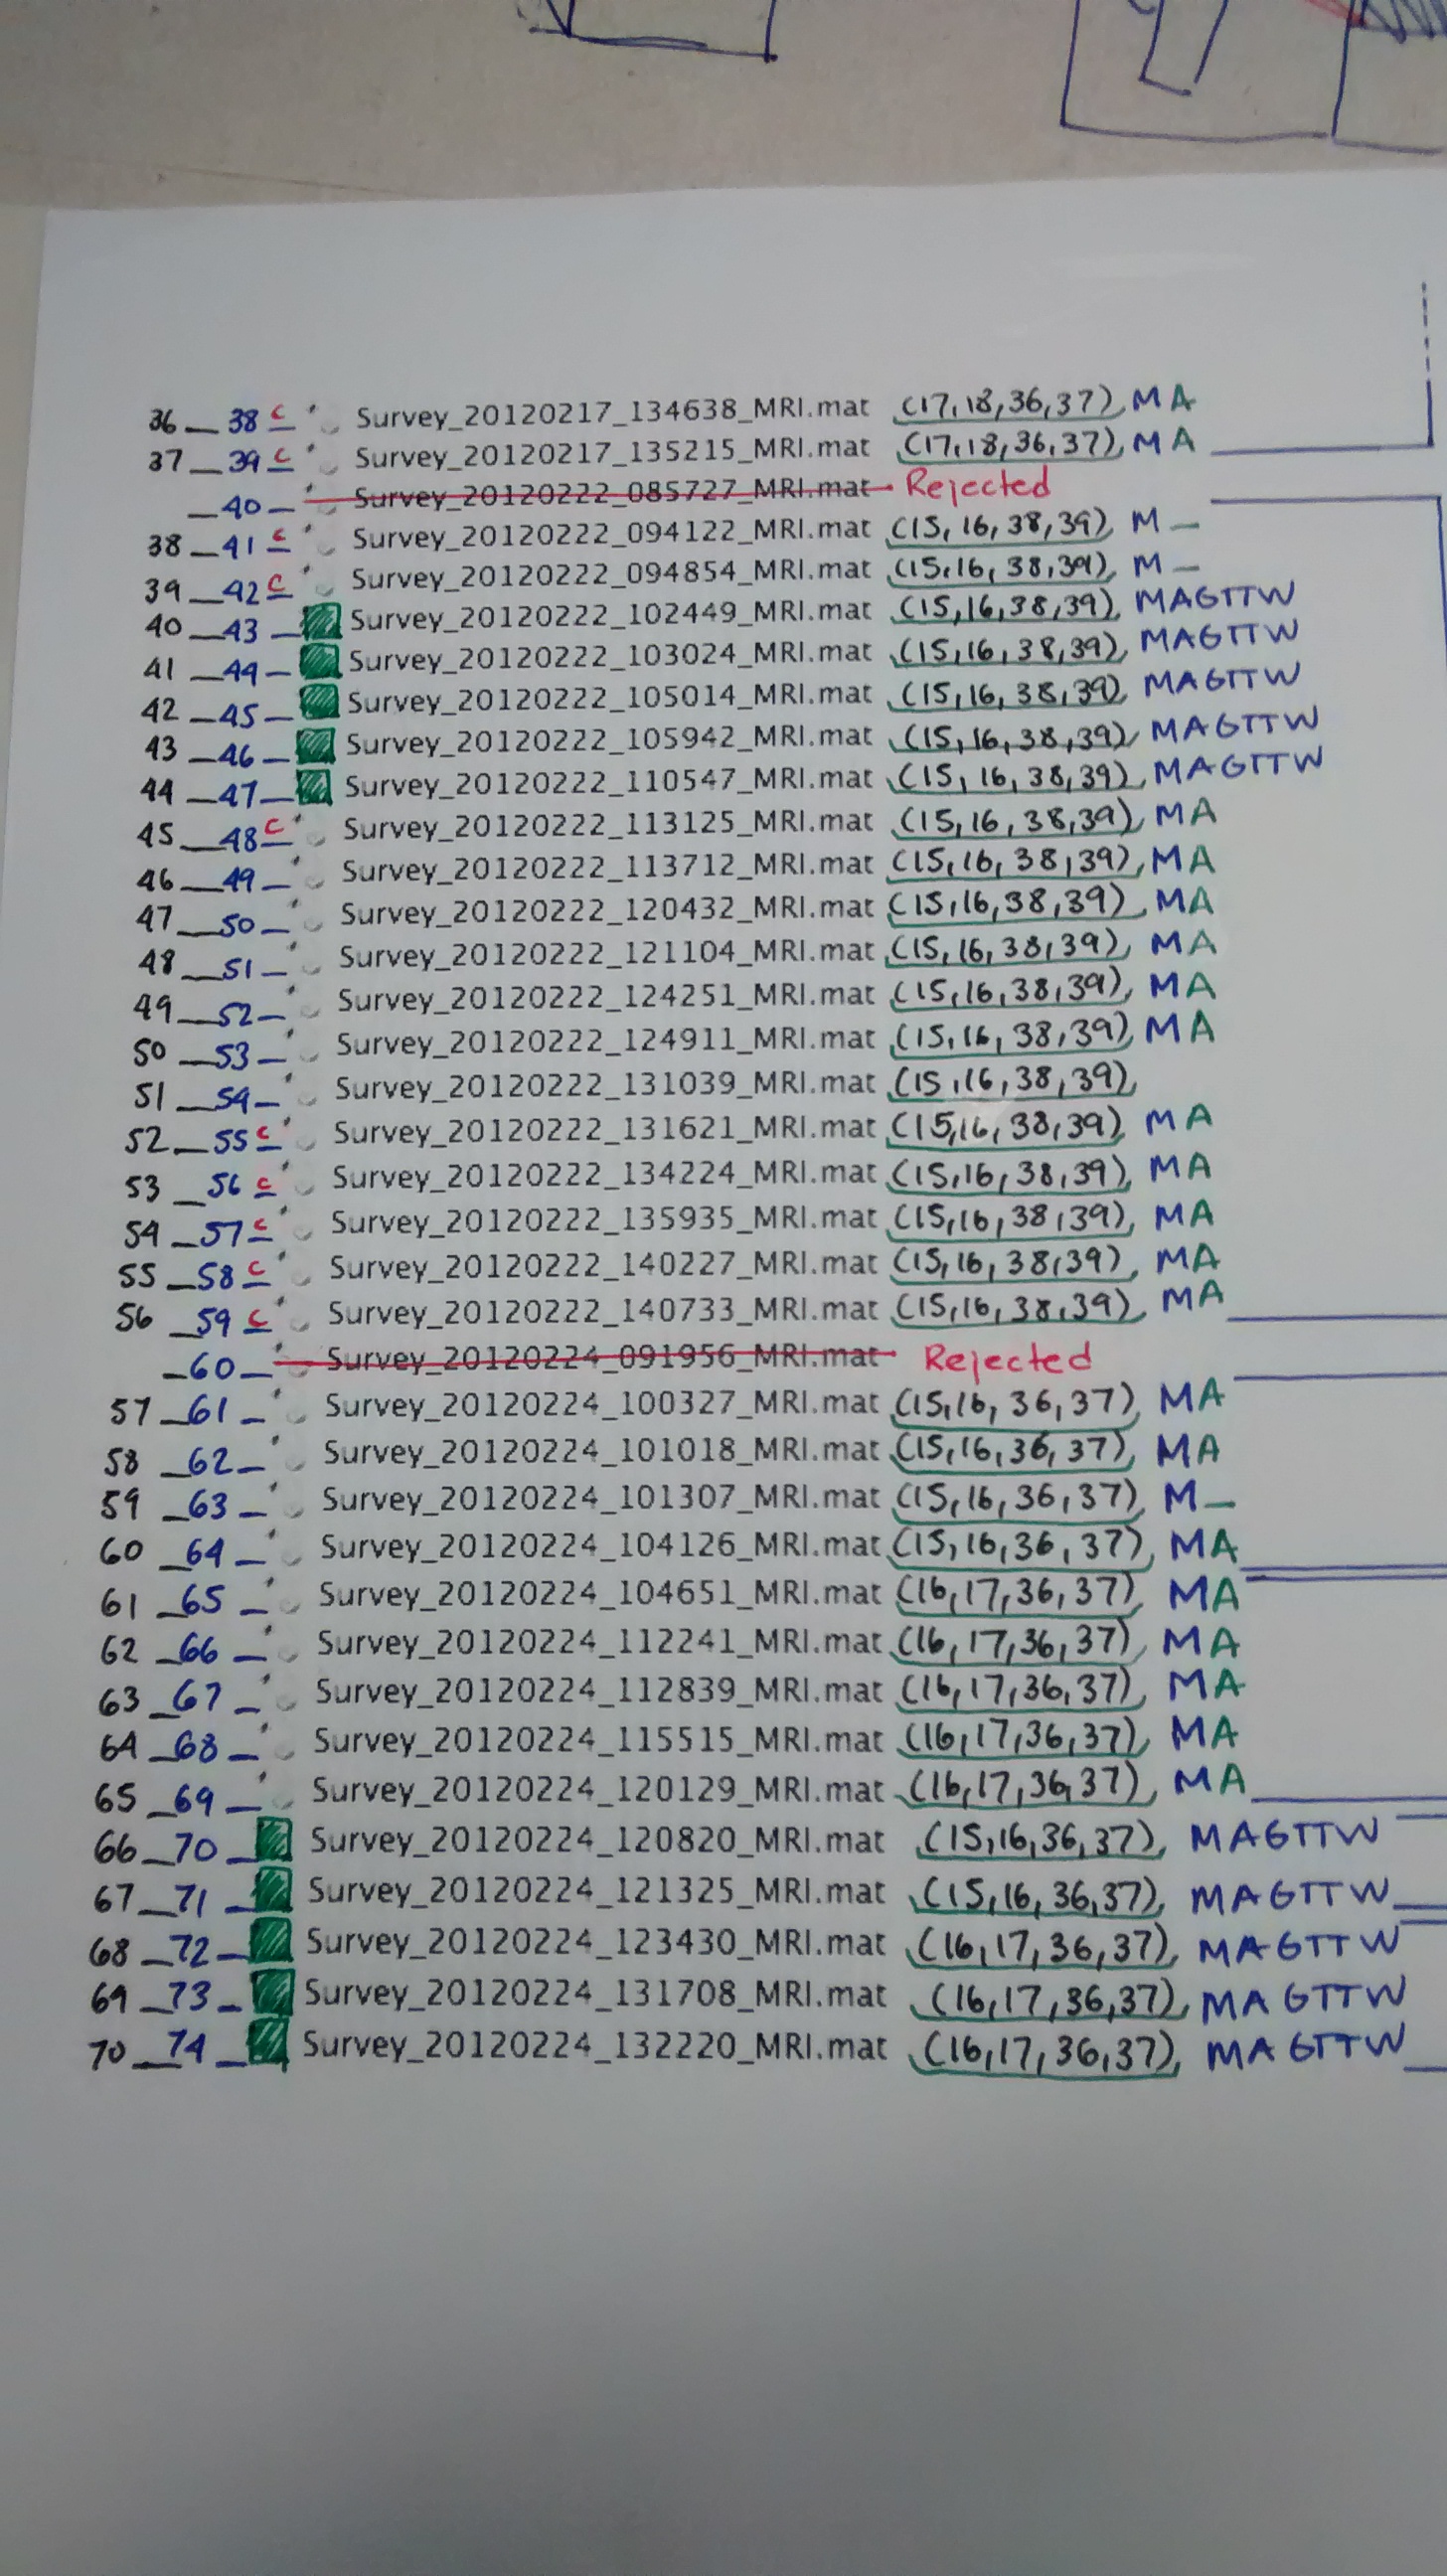 36 _ 38 c Survey_20120217_134638_MRI.mat (17,18,36,37), MA
37 _ 39 c Survey_20120217_135215_MRI.mat (17,18,36,37), MA
_40_ Survey_20120222_085727_MRI.mat Rejected
38 _ 41 c Survey_20120222_094122_MRI.mat (15,16,38,39), M_
39 _ 42 c Survey_20120222_094854_MRI.mat (15,16,38,39), M_
40 _ 43 _ Survey_20120222_102449_MRI.mat (15,16,38,39), MAGTTW
41 _ 44 _ Survey_20120222_103024_MRI.mat (15,16,38,39), MAGTTW
42 _ 45 _ Survey_20120222_105014_MRI.mat (15,16,38,39), MAGTTW
43 _ 46 _ Survey_20120222_105942_MRI.mat (15,16,38,39), MAGTTW
44 _ 47 _ Survey_20120222_110547_MRI.mat (15,16,38,39), MAGTTW
45 _ 48 c Survey_20120222_113125_MRI.mat (15,16,38,39), MA
46 _ 49 _ Survey_20120222_113712_MRI.mat (15,16,38,39), MA
47 _ 50 _ Survey_20120222_120432_MRI.mat (15,16,38,39), MA
48 _ 51 _ Survey_20120222_121104_MRI.mat (15,16,38,39), MA
49 _ 52 _ Survey_20120222_124251_MRI.mat (15,16,38,39), MA
50 _ 53 _ Survey_20120222_124911_MRI.mat (15,16,38,39), MA
51 _ 54 _ Survey_20120222_131039_MRI.mat (15,16,38,39),
52 _ 55 c Survey_20120222_131621_MRI.mat (15,16,38,39), MA
53 _ 56 c Survey_20120222_134224_MRI.mat (15,16,38,39), MA
54 _ 57 c Survey_20120222_135935_MRI.mat (15,16,38,39), MA
55 _ 58 c Survey_20120222_140227_MRI.mat (15,16,38,39), MA
56 _ 59 c Survey_20120222_140733_MRI.mat (15,16,38,39), MA
_60_ Survey_20120224_091956_MRI.mat Rejected
57 _ 61 _ Survey_20120224_100327_MRI.mat (15,16,36,37), MA
58 _ 62 _ Survey_20120224_101018_MRI.mat (15,16,36,37), MA
59 _ 63 _ Survey_20120224_101307_MRI.mat (15,16,36,37), M_
60 _ 64 _ Survey_20120224_104126_MRI.mat (15,16,36,37), MA
61 _ 65 _ Survey_20120224_104651_MRI.mat (16,17,36,37), MA
62 _ 66 _ Survey_20120224_112241_MRI.mat (16,17,36,37), MA
63 _ 67 _ Survey_20120224_112839_MRI.mat (16,17,36,37), MA
64 _ 68 _ Survey_20120224_115515_MRI.mat (16,17,36,37), MA
65 _ 69 _ Survey_20120224_120129_MRI.mat (16,17,36,37), MA
66 _ 70 _ Survey_20120224_120820_MRI.mat (15,16,36,37), MAGTTW
67 _ 71 _ Survey_20120224_121325_MRI.mat (15,16,36,37), MAGTTW
68 _ 72 _ Survey_20120224_123430_MRI.mat (16,17,36,37), MAGTTW
69 _ 73 _ Survey_20120224_131708_MRI.mat (16,17,36,37), MAGTTW
70 _ 74 _ Survey_20120224_132220_MRI.mat (16,17,36,37), MAGTTW